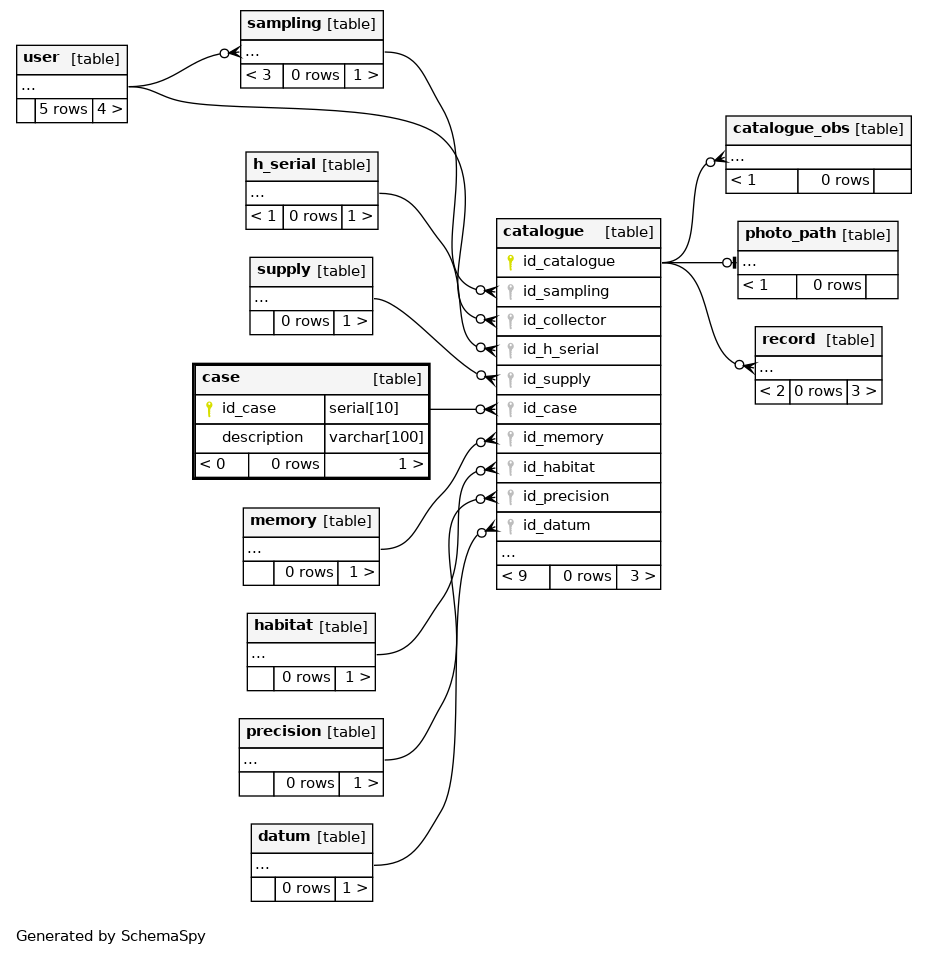 sampling [table]
...
< 3 0 rows 1 >
user [table]
...
5 rows 4 >
catalogue_obs [table]
...
< 1 0 rows
h_serial [table]
...
< 1 0 rows 1 >
catalogue [table]
id_catalogue
id_sampling
id_collector
id_h_serial
id_supply
id_case
id_memory
id_habitat
id_precision
id_datum
...
< 9 0 rows 3 >
photo_path [table]
...
< 1 0 rows
supply [table]
...
0 rows 1 >
record [table]
...
< 2 0 rows 3 >
case [table]
id_case serial[10]
description varchar[100]
< 0 0 rows 1 >
memory [table]
...
0 rows 1 >
habitat [table]
...
0 rows 1 >
precision [table]
...
0 rows 1 >
datum [table]
...
0 rows 1 >
Generated by SchemaSpy